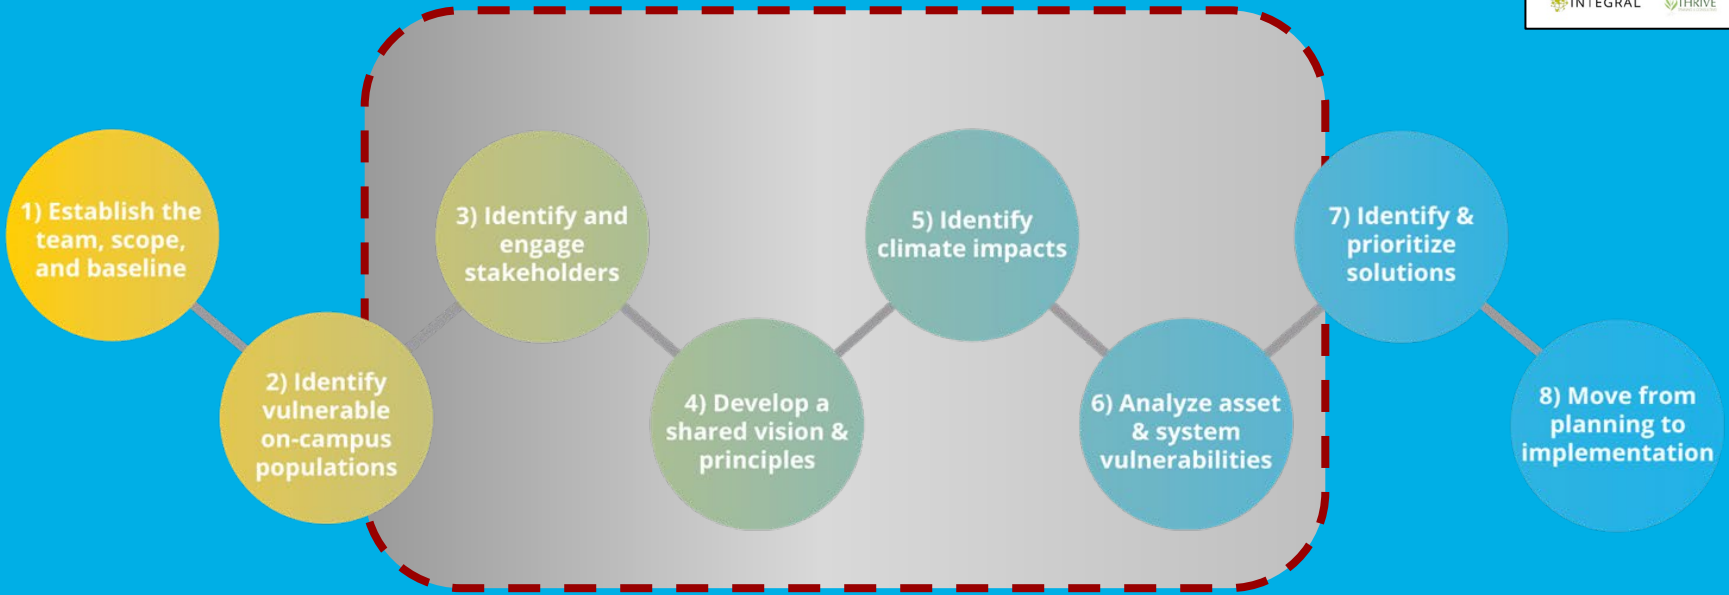 INTEGRAL
THRIVE
1) Establish the
team, scope,
and baseline
2) Identify
vulnerable
on-campus
populations
3) Identify and
engage
stakeholders
4) Develop a
shared vision &
principles
5) Identify
climate impacts
6) Analyze asset
& system
vulnerabilities
7) Identify &
prioritize
solutions
8) Move from
planning to
implementation